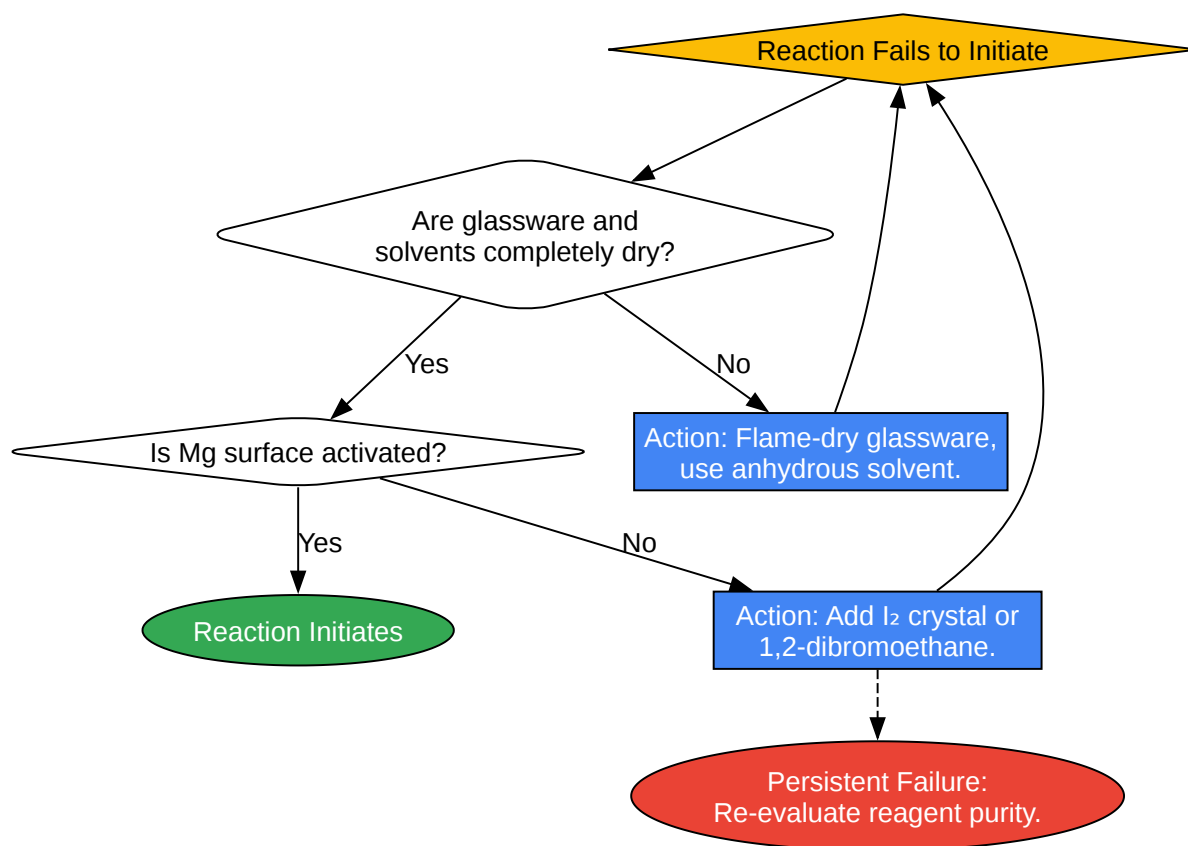 Reaction Fails to Initiate
Are glassware and
solvents completely dry?
Yes
No
Is Mg surface activated?
Action: Flame-dry glassware,
use anhydrous solvent.
Yes
No
Reaction Initiates
Action: Add I₂ crystal or
1,2-dibromoethane.
Persistent Failure:
Re-evaluate reagent purity.